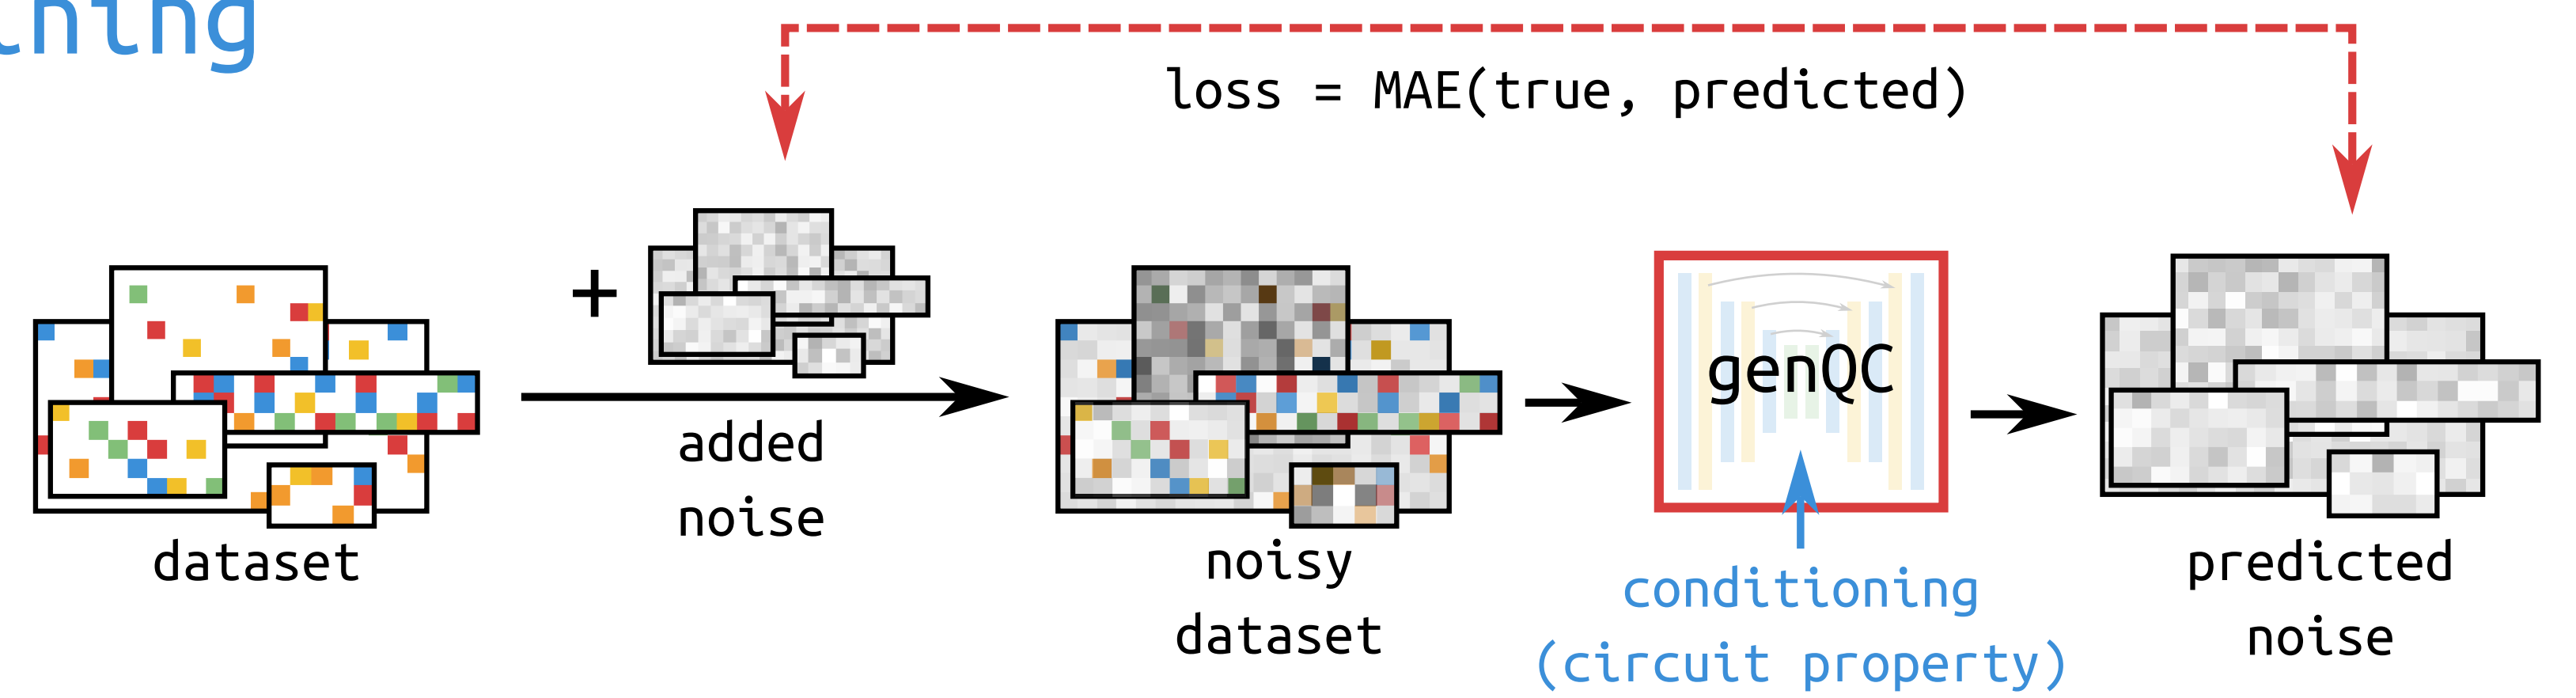 loss = MAE(true, predicted)
+
added
noise
dataset
noisy
dataset
genQC
conditioning
(circuit property)
predicted
noise